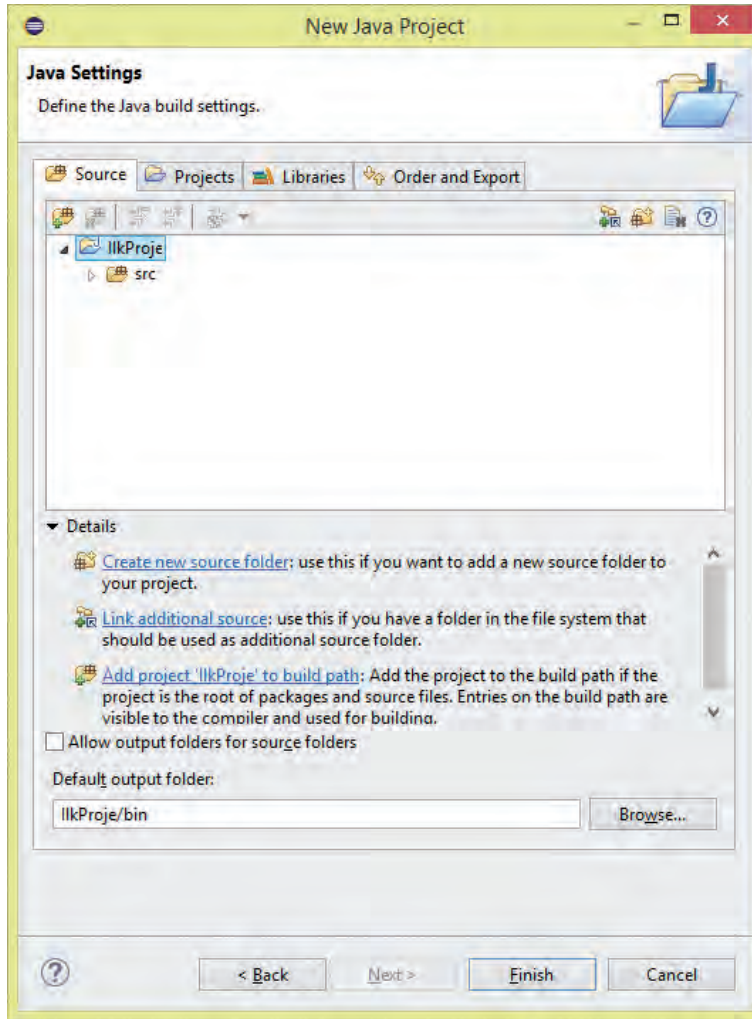 New Java Project
Java Settings
Define the Java build settings.
Source Projects Libraries Order and Export
IlkProje
src
Details
Create new source folder: use this if you want to add a new source folder to
your project.
Link additional source: use this if you have a folder in the file system that
should be used as additional source folder.
Add project 'IlkProje' to build path: Add the project to the build path if the
project is the root of packages and source files. Entries on the build path are
visible to the compiler and used for building.
Allow output folders for source folders
Default output folder:
IlkProje/bin
Browse...
< Back Next > Finish Cancel